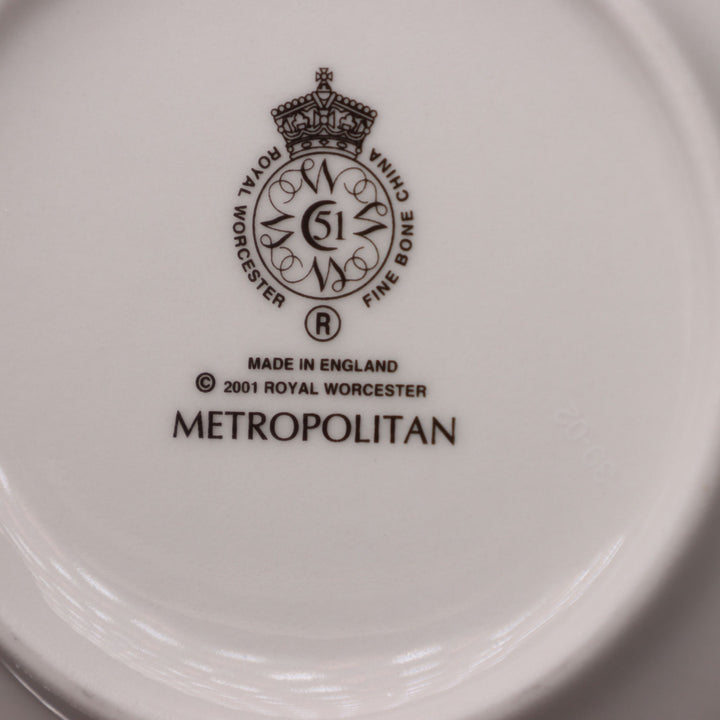 ROYAL WORCESTER
FINE BONE CHINA
51
R
MADE IN ENGLAND
© 2001 ROYAL WORCESTER
METROPOLITAN